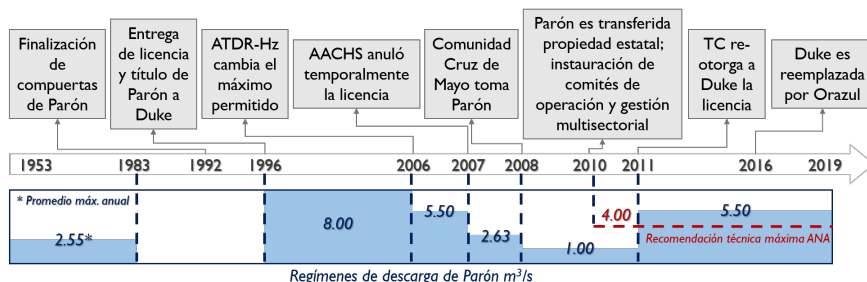 Finalización
de
compuertas
de Parón
Entrega
de licencia
y título de
Parón a
Duke
ATDR-Hz
cambia el
máximo
permitido
AACHS anuló
temporalmente
la licencia
Comunidad
Cruz de
Mayo toma
Parón
Parón es transferida
propiedad estatal;
instauración de
comités de
operación y gestión
multisectorial
TC re-
otorga a
Duke la
licencia
Duke es
reemplazada
por Orazul
1953 1983 1992 1996 2006 2007 2008 2010 2011 2016 2019
* Promedio máx. anual
2.55*
8.00
5.50
2.63
1.00
4.00
5.50
Recomendación técnica máxima ANA
Regímenes de descarga de Parón m³/s